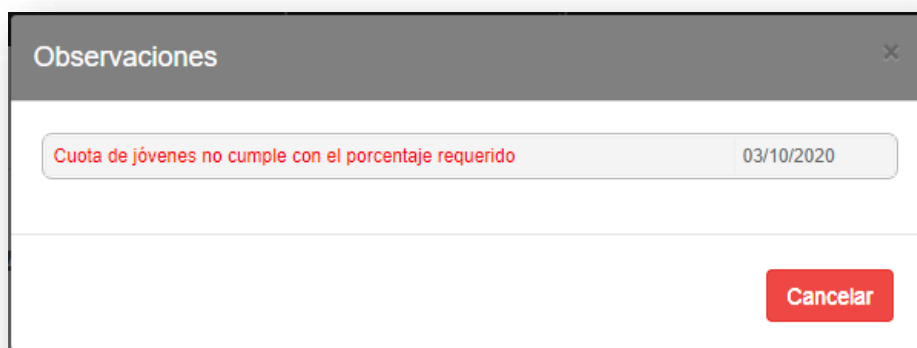 Observaciones
×
Cuota de jóvenes no cumple con el porcentaje requerido 03/10/2020
Cancelar